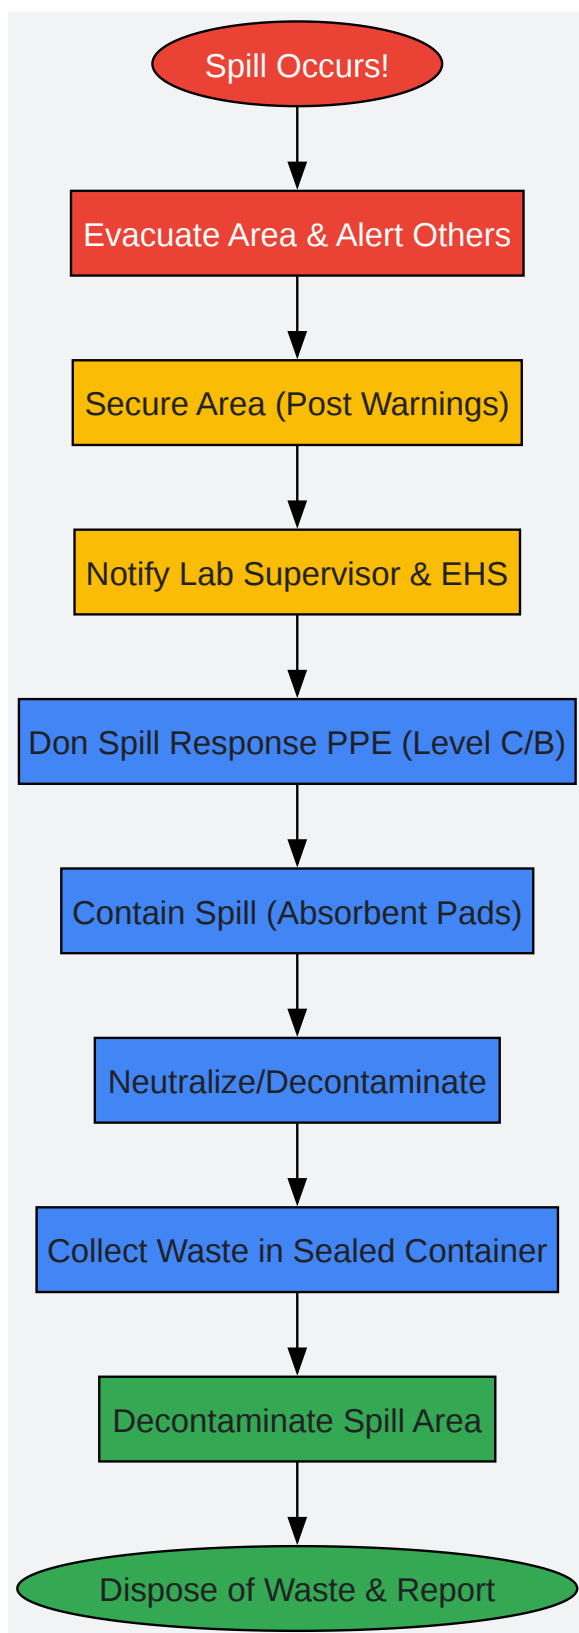 Spill Occurs!
Evacuate Area & Alert Others
Secure Area (Post Warnings)
Notify Lab Supervisor & EHS
Don Spill Response PPE (Level C/B)
Contain Spill (Absorbent Pads)
Neutralize/Decontaminate
Collect Waste in Sealed Container
Decontaminate Spill Area
Dispose of Waste & Report